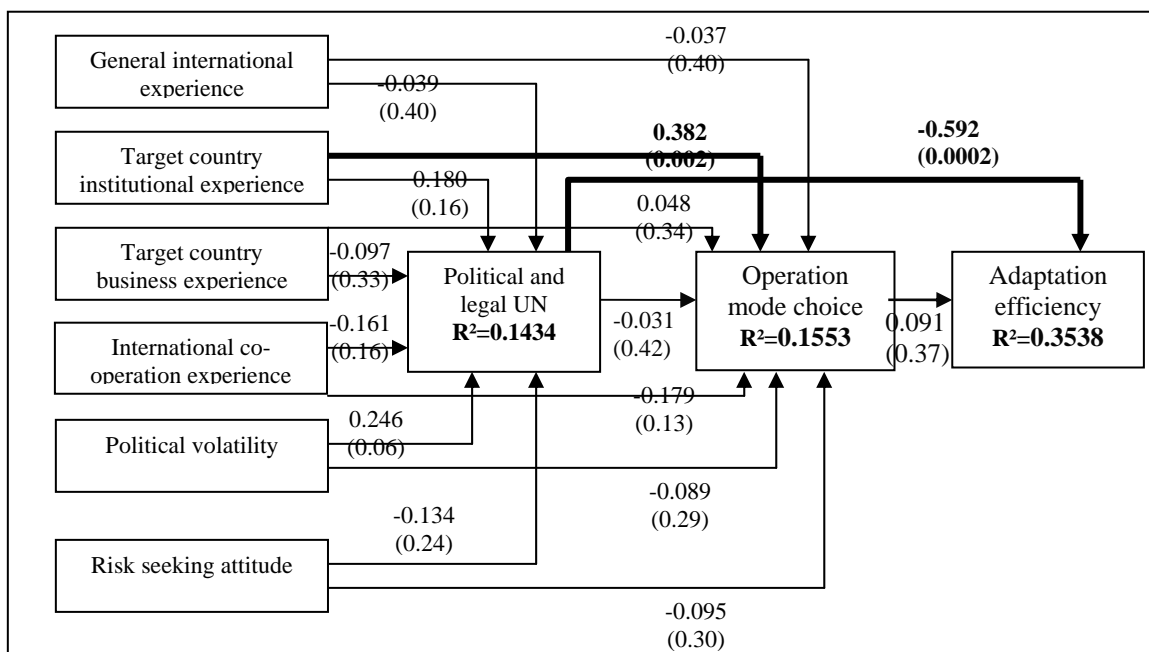 General international
experience
-0.037
(0.40)
-0.039
(0.40)
Target country
institutional experience
0.382
(0.002)
-0.592
(0.0002)
0.180
(0.16)
0.048
(0.34)
Target country
business experience
-0.097
(0.33)
Political and
legal UN
R²=0.1434
Operation
mode choice
R²=0.1553
Adaptation
efficiency
R²=0.3538
-0.031
(0.42)
0.091
(0.37)
International co-
operation experience
-0.161
(0.16)
-0.179
(0.13)
Political volatility
0.246
(0.06)
-0.089
(0.29)
Risk seeking attitude
-0.134
(0.24)
-0.095
(0.30)